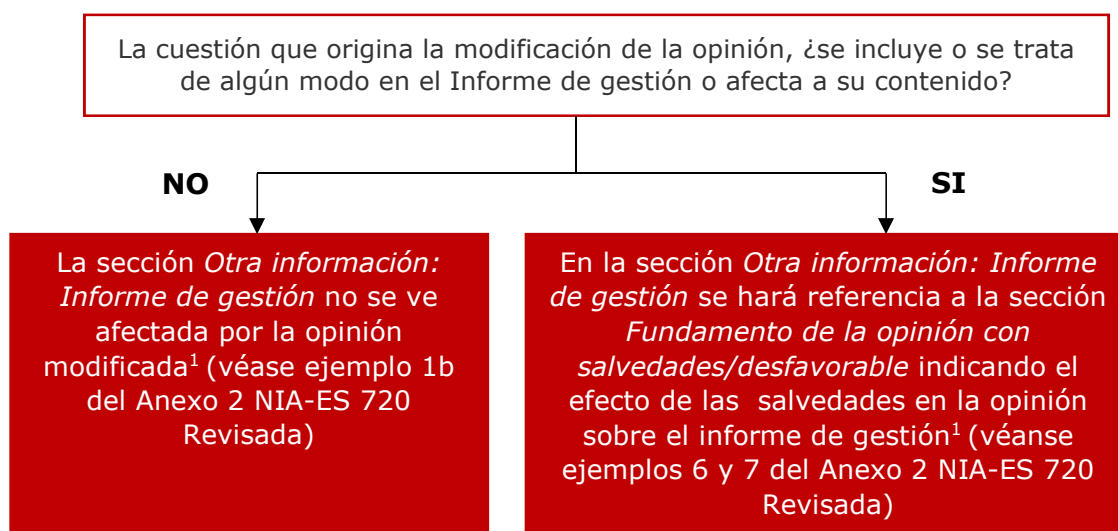 La cuestión que origina la modificación de la opinión, ¿se incluye o se trata
de algún modo en el Informe de gestión o afecta a su contenido?
NO
SI
La sección Otra información:
Informe de gestión no se ve
afectada por la opinión
modificada¹ (véase ejemplo 1b
del Anexo 2 NIA-ES 720
Revisada)
En la sección Otra información: Informe
de gestión se hará referencia a la sección
Fundamento de la opinión con
salvedades/desfavorable indicando el
efecto de las salvedades en la opinión
sobre el informe de gestión¹ (véanse
ejemplos 6 y 7 del Anexo 2 NIA-ES 720
Revisada)